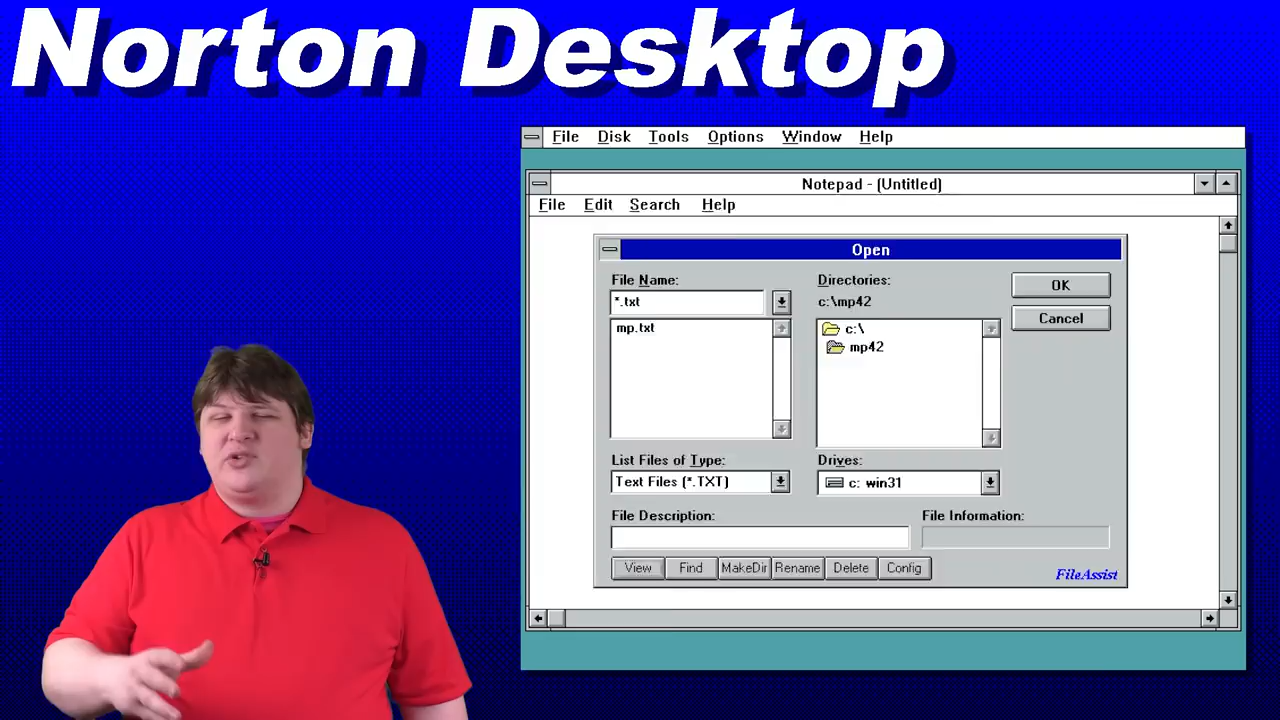 Norton Desktop
File Disk Tools Options Window Help
Notepad - (Untitled)
File Edit Search Help
Open
File Name:
*.txt
mp.txt
Directories:
c:\mp42
c:\
mp42
OK
Cancel
List Files of Type:
Text Files (*.TXT)
Drives:
c: win31
File Description:
File Information:
View Find MakeDir Rename Delete Config
FileAssist